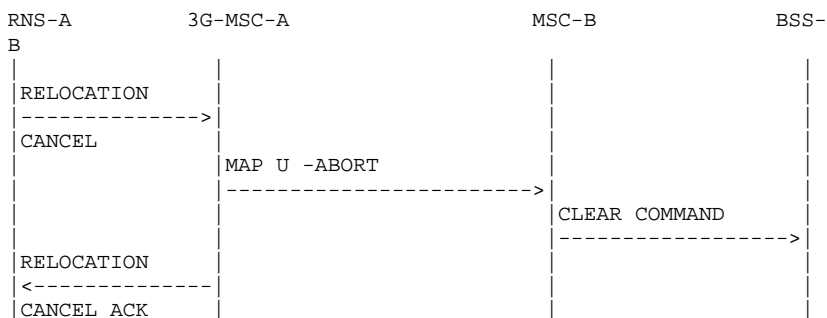 RNS-A 3G-MSC-A MSC-B BSS-
B
RELOCATION
CANCEL
MAP U -ABORT
CLEAR COMMAND
RELOCATION
CANCEL ACK